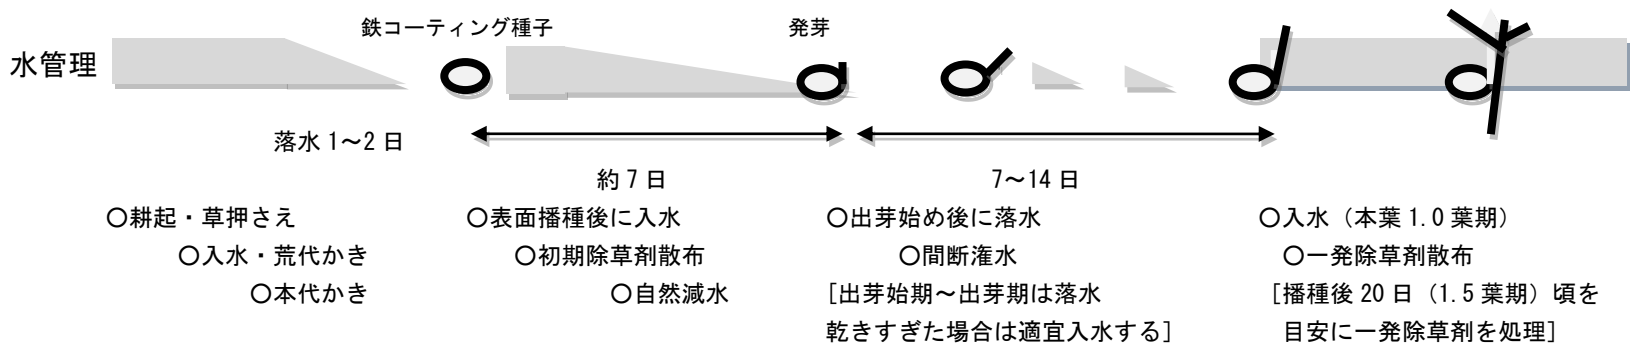 鉄コーティング種子
発芽
水管理
落水 1～2 日
約 7 日
7～14 日
○耕起・草押さえ
○入水・荒代かき
○本代かき
○表面播種後に入水
○初期除草剤散布
○自然減水
○出芽始め後に落水
○間断潅水
[出芽始期～出芽期は落水
乾きすぎた場合は適宜入水する]
○入水（本葉 1.0 葉期）
○一発除草剤散布
[播種後 20 日（1.5 葉期）頃を
目安に一発除草剤を処理]